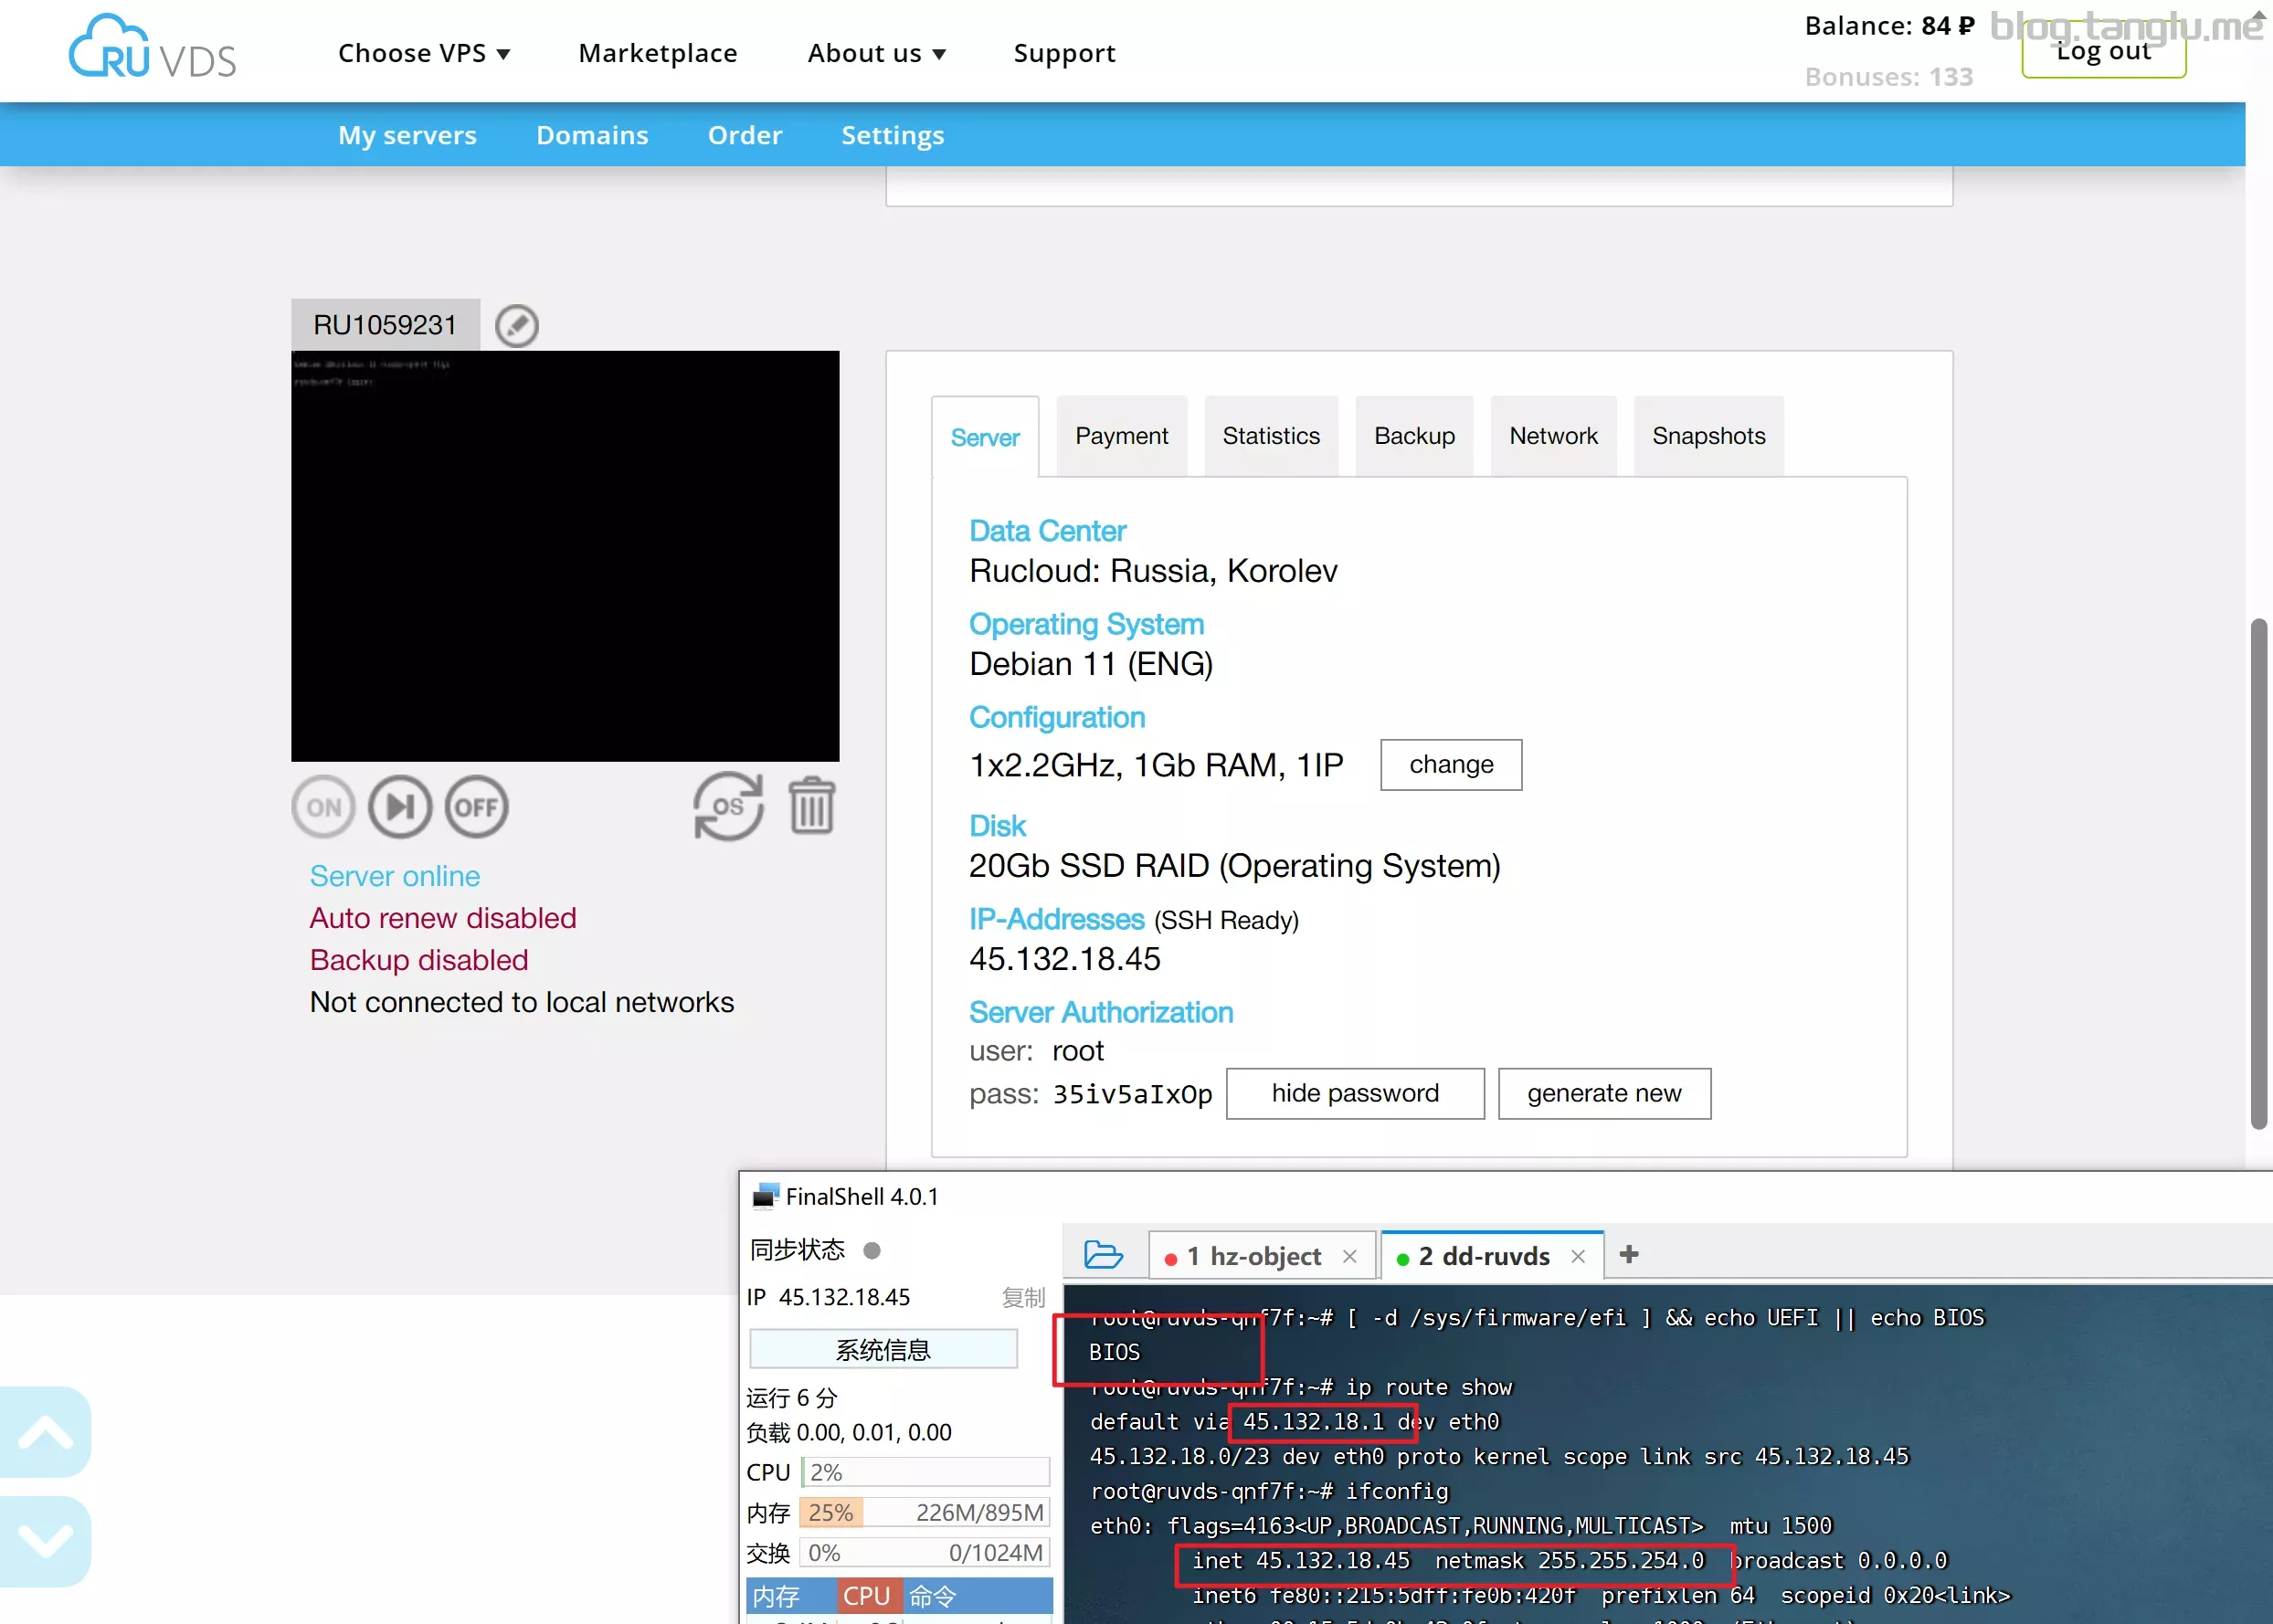 RUVDS
Choose VPS ▼
Marketplace
About us ▼
Support
Balance: 84 ₽
Bonuses: 133
Log out
blog.tanglu.me
My servers
Domains
Order
Settings
RU1059231
ON
OFF
OS
Server online
Auto renew disabled
Backup disabled
Not connected to local networks
Server
Payment
Statistics
Backup
Network
Snapshots
Data Center
Rucloud: Russia, Korolev
Operating System
Debian 11 (ENG)
Configuration
1x2.2GHz, 1Gb RAM, 1IP
change
Disk
20Gb SSD RAID (Operating System)
IP-Addresses (SSH Ready)
45.132.18.45
Server Authorization
user: root
pass: 35iv5aIxOp
hide password
generate new
FinalShell 4.0.1
同步状态
IP 45.132.18.45
复制
系统信息
运行 6 分
负载 0.00, 0.01, 0.00
CPU 2%
内存 25% 226M/895M
交换 0% 0/1024M
内存 CPU 命令
1 hz-object ×
2 dd-ruvds × +
root@ruvds-qnf7f:~# [ -d /sys/firmware/efi ] && echo UEFI || echo BIOS
BIOS
root@ruvds-qnf7f:~# ip route show
default via 45.132.18.1 dev eth0
45.132.18.0/23 dev eth0 proto kernel scope link src 45.132.18.45
root@ruvds-qnf7f:~# ifconfig
eth0: flags=4163<UP,BROADCAST,RUNNING,MULTICAST> mtu 1500
inet 45.132.18.45 netmask 255.255.254.0 broadcast 0.0.0.0
inet6 fe80::215:5dff:fe0b:420f prefixlen 64 scopeid 0x20<link>